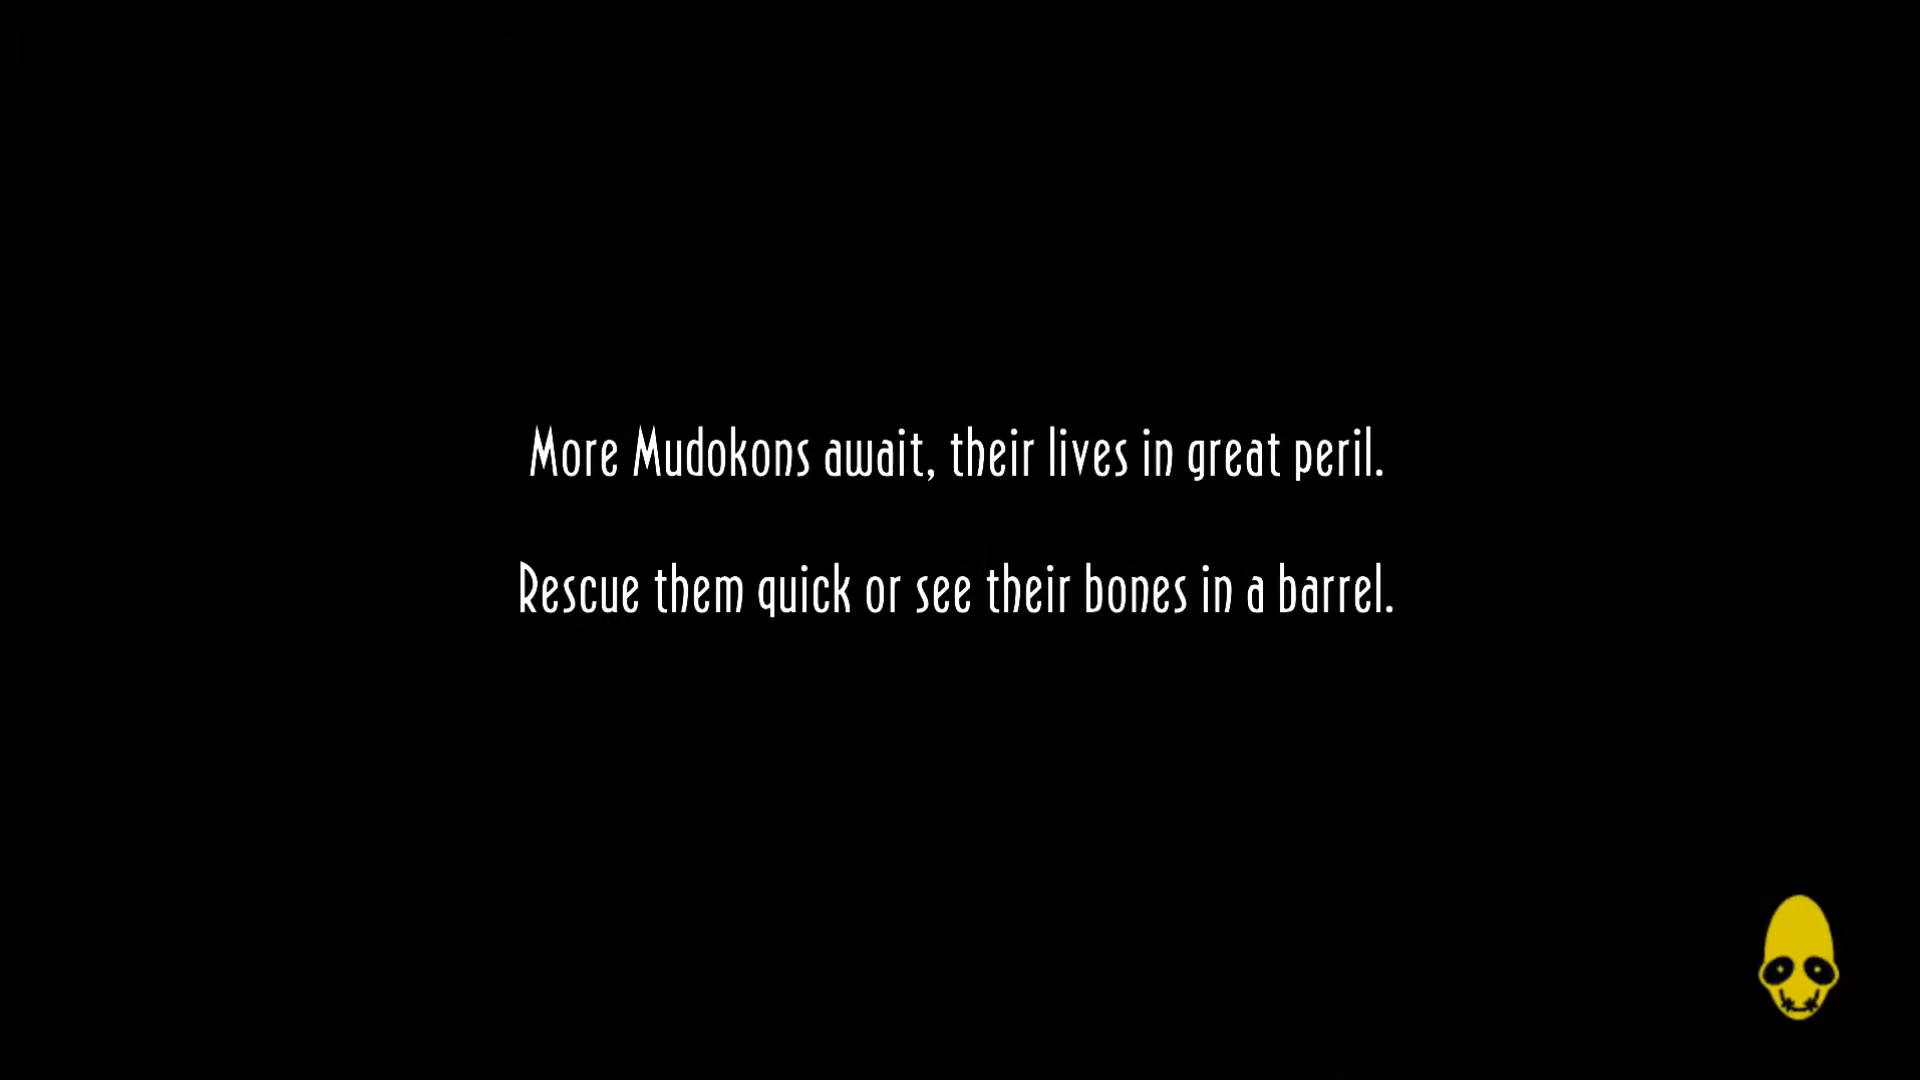 More Mudokons await, their lives in great peril.
Rescue them quick or see their bones in a barrel.